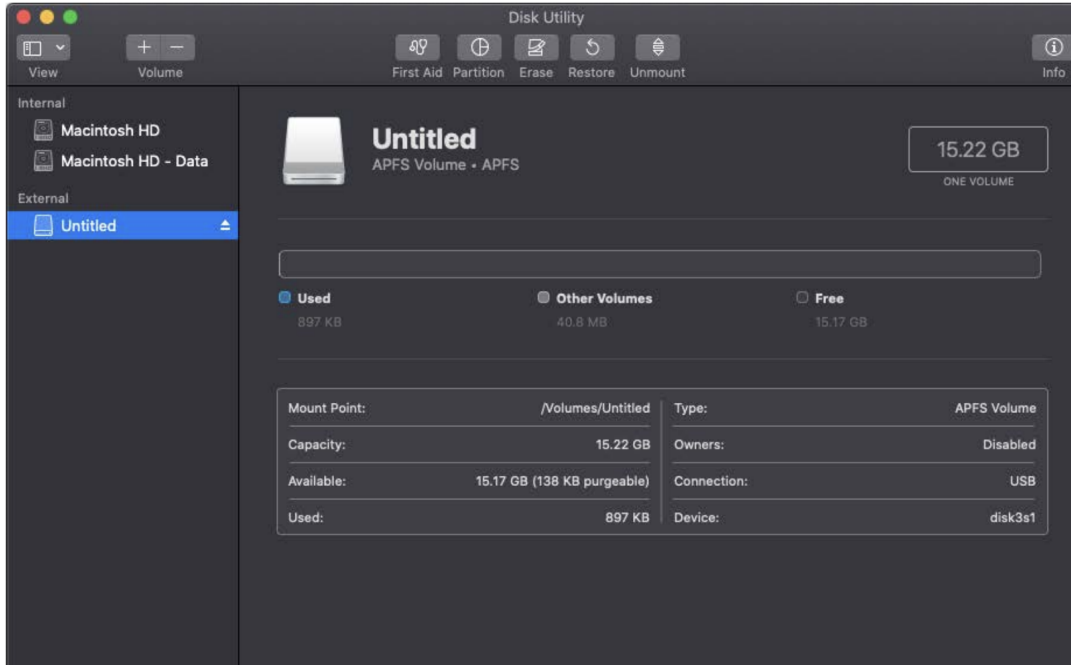 Disk Utility
View
Volume
First Aid
Partition
Erase
Restore
Unmount
Info
Internal
Macintosh HD
Macintosh HD - Data
External
Untitled
Untitled
APFS Volume • APFS
15.22 GB
ONE VOLUME
Used
897 KB
Other Volumes
40.8 MB
Free
15.17 GB
Mount Point: /Volumes/Untitled
Type: APFS Volume
Capacity: 15.22 GB
Owners: Disabled
Available: 15.17 GB (138 KB purgeable)
Connection: USB
Used: 897 KB
Device: disk3s1